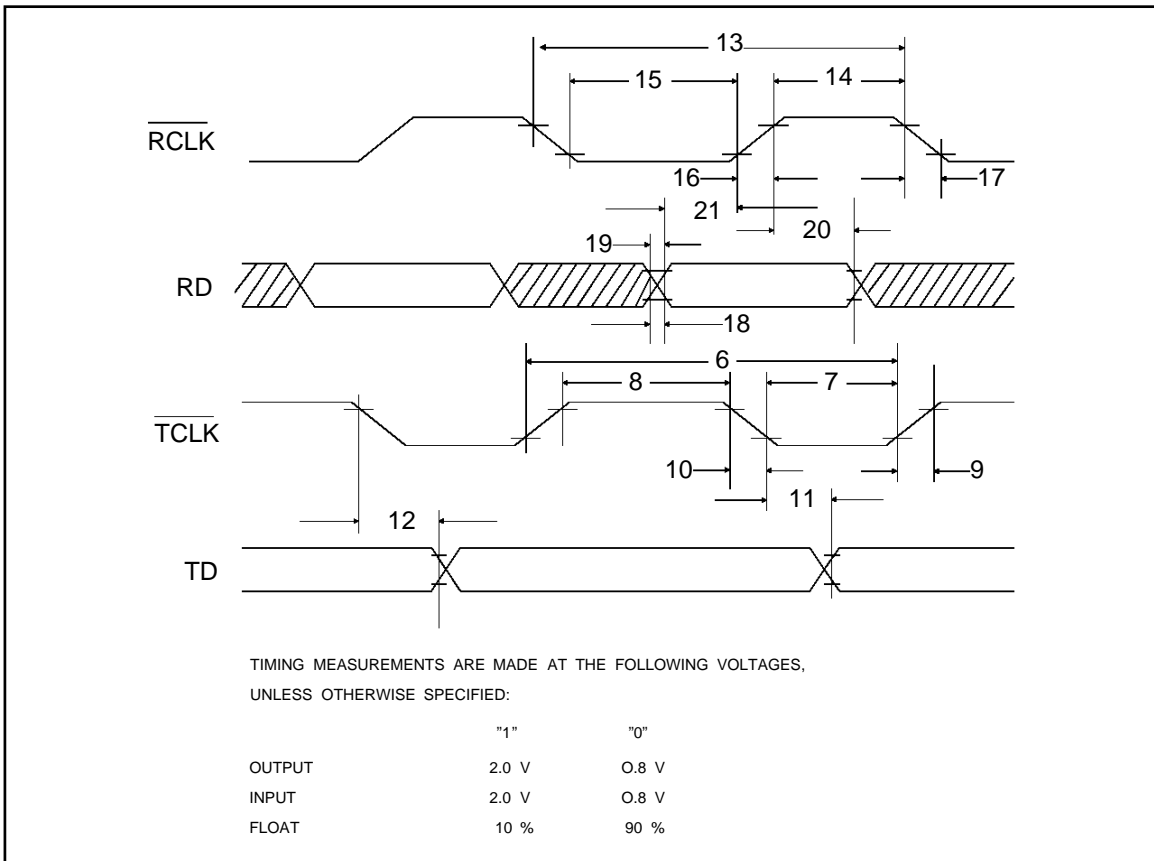 13
15 14
RCLK
16 17
21
20
19
RD
18
6
8 7
TCLK
10 9
11
12
TD
TIMING MEASUREMENTS ARE MADE AT THE FOLLOWING VOLTAGES,
UNLESS OTHERWISE SPECIFIED:
"1" "0"
OUTPUT 2.0 V O.8 V
INPUT 2.0 V O.8 V
FLOAT 10 % 90 %